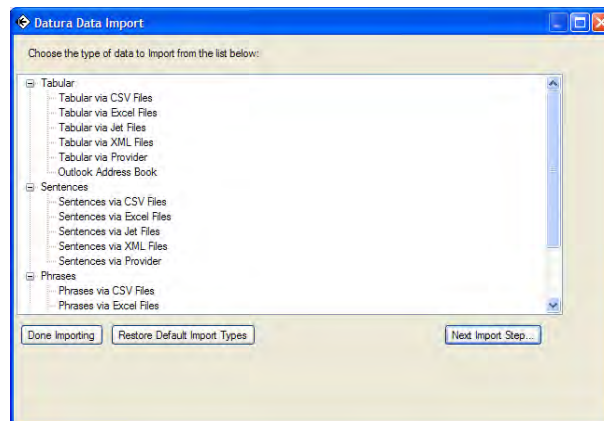 Datura Data Import
Choose the type of data to Import from the list below:
Tabular
Tabular via CSV Files
Tabular via Excel Files
Tabular via Jet Files
Tabular via XML Files
Tabular via Provider
Outlook Address Book
Sentences
Sentences via CSV Files
Sentences via Excel Files
Sentences via Jet Files
Sentences via XML Files
Sentences via Provider
Phrases
Phrases via CSV Files
Phrases via Excel Files
Done Importing Restore Default Import Types Next Import Step...